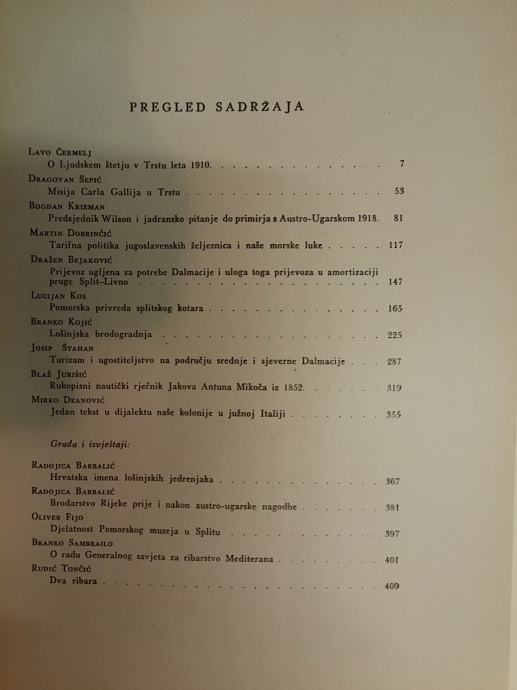 PREGLED SADRŽAJA
LAVO ČERMELJ
O Ljudskem štetju v Trstu leta 1910. . . . . . . . . . . . . . . 7
DRAGOVAN ŠEPIĆ
Misija Carla Gallija u Trstu . . . . . . . . . . . . . . . . . . 53
BOGDAN KRIZMAN
Predsjednik Wilson i jadransko pitanje do primirja s Austro-Ugarskom 1918. 81
MARTIN DOBRINČIĆ
Tarifna politika jugoslavenskih željeznica i naše morske luke . . . . . 117
DRAŽEN BEJAKOVIĆ
Prijevoz ugljena za potrebe Dalmacije i uloga toga prijevoza u amortizaciji
pruge Split–Livno . . . . . . . . . . . . . . . . . . . . 147
LUCIJAN KOS
Pomorska privreda splitskog kotara . . . . . . . . . . . . . . . 165
BRANKO KOJIĆ
Lošinjska brodogradnja . . . . . . . . . . . . . . . . . 225
JOSIP ŠTAHAN
Turizam i ugostiteljstvo na području srednje i sjeverne Dalmacije . . . 287
BLAŽ JURIŠIĆ
Rukopisni nautički rječnik Jakova Antuna Mikoča iz 1852. . . . . . . 319
MIRKO DEANOVIĆ
Jedan tekst u dijalektu naše kolonije u južnoj Italiji . . . . . . . . 355
Građa i izvještaji:
RADOJICA BARBALIĆ
Hrvatska imena lošinjskih jedrenjaka . . . . . . . . . . . . . 367
RADOJICA BARBALIĆ
Brodarstvo Rijeke prije i nakon austro-ugarske nagodbe . . . . . . . 381
OLIVER FIJO
Djelatnost Pomorskog muzeja u Splitu . . . . . . . . . . . . . 397
BRANKO SAMBRAILO
O radu Generalnog savjeta za ribarstvo Mediterana . . . . . . . . . 401
RUDIĆ TONČIĆ
Dva ribara . . . . . . . . . . . . . . . . . . . . . . 409